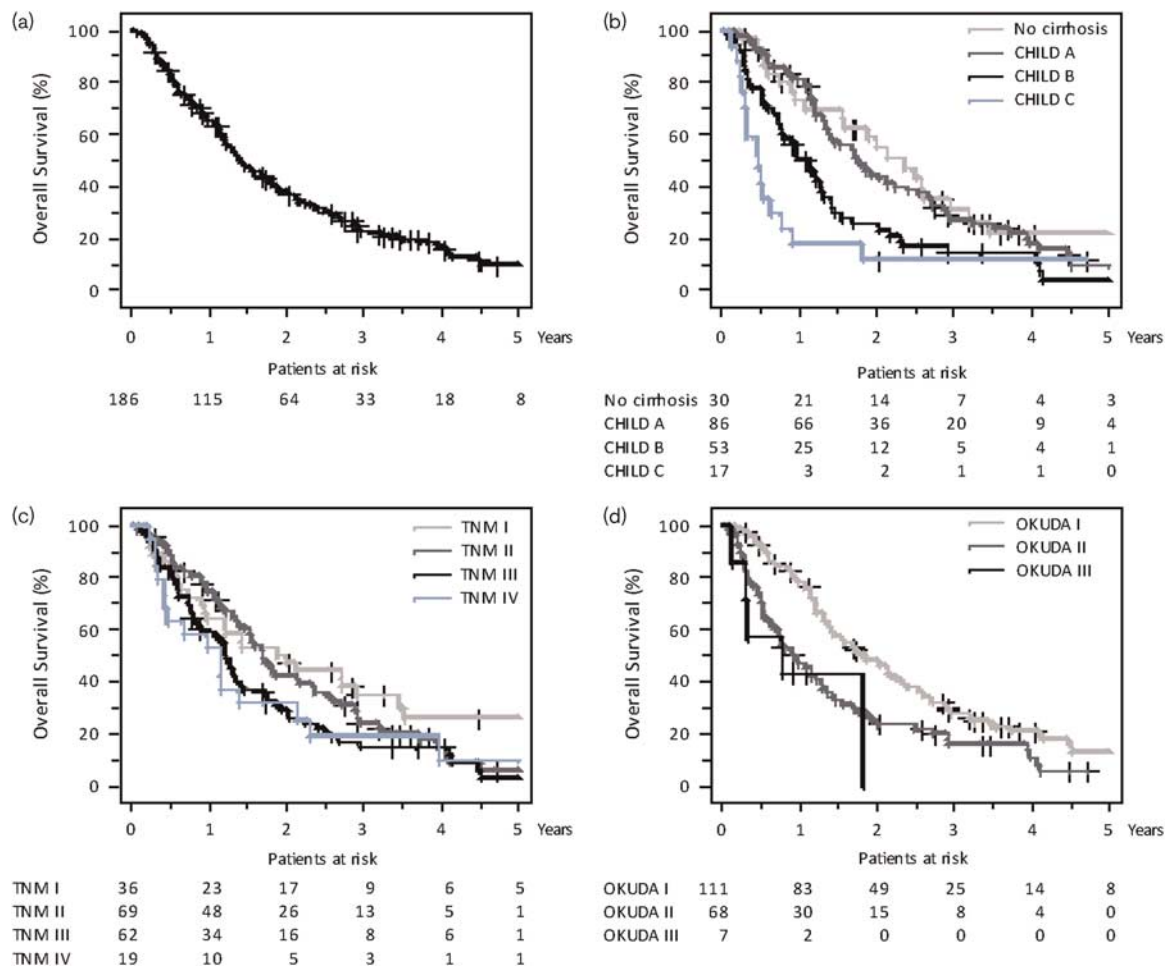 (a)
100
80
60
40
20
0
Overall Survival (%)
0 1 2 3 4 5 Years
Patients at risk
186 115 64 33 18 8
(b)
100
80
60
40
20
0
Overall Survival (%)
No cirrhosis
CHILD A
CHILD B
CHILD C
0 1 2 3 4 5 Years
Patients at risk
No cirrhosis 30 21 14 7 4 3
CHILD A 86 66 36 20 9 4
CHILD B 53 25 12 5 4 1
CHILD C 17 3 2 1 1 0
(c)
100
80
60
40
20
0
Overall Survival (%)
TNM I
TNM II
TNM III
TNM IV
0 1 2 3 4 5 Years
Patients at risk
TNM I 36 23 17 9 6 5
TNM II 69 48 26 13 5 1
TNM III 62 34 16 8 6 1
TNM IV 19 10 5 3 1 1
(d)
100
80
60
40
20
0
Overall Survival (%)
OKUDA I
OKUDA II
OKUDA III
0 1 2 3 4 5 Years
Patients at risk
OKUDA I 111 83 49 25 14 8
OKUDA II 68 30 15 8 4 0
OKUDA III 7 2 0 0 0 0